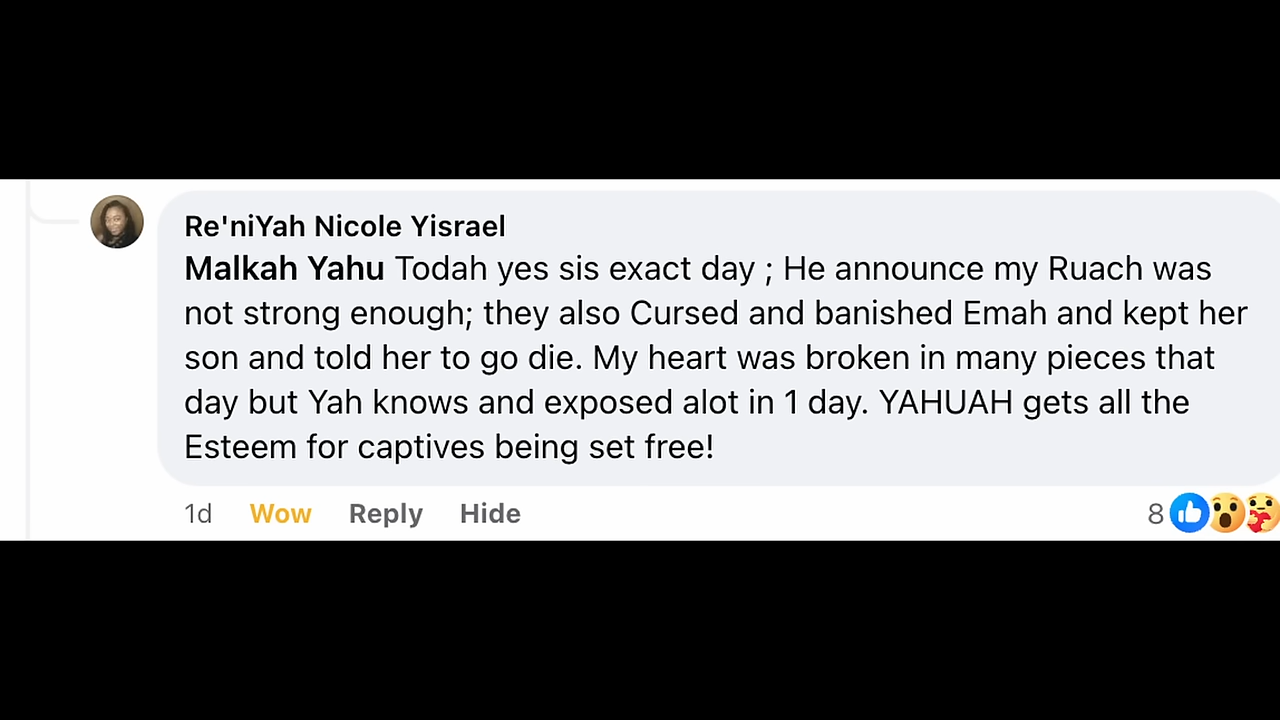 Re'niYah Nicole Yisrael
Malkah Yahu Todah yes sis exact day ; He announce my Ruach was
not strong enough; they also Cursed and banished Emah and kept her
son and told her to go die. My heart was broken in many pieces that
day but Yah knows and exposed alot in 1 day. YAHUAH gets all the
Esteem for captives being set free!
1d Wow Reply Hide 8